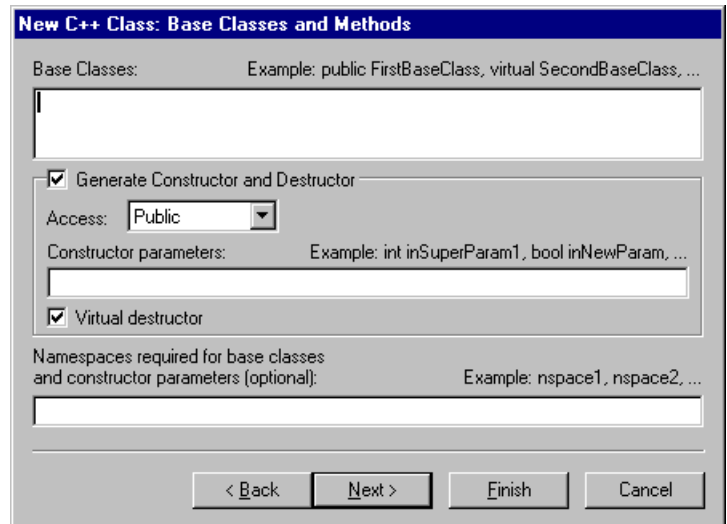 New C++ Class: Base Classes and Methods
Base Classes: Example: public FirstBaseClass, virtual SecondBaseClass, ...
Generate Constructor and Destructor
Access: Public
Constructor parameters: Example: int inSuperParam1, bool inNewParam, ...
Virtual destructor
Namespaces required for base classes
and constructor parameters (optional): Example: nspace1, nspace2, ...
< Back Next > Finish Cancel